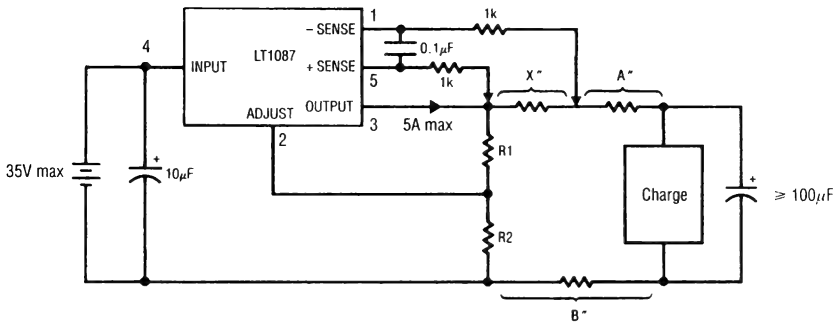 1
1k
– SENSE
4
LT1087
0.1µF
INPUT
+ SENSE
5
1k
X"
A"
OUTPUT
ADJUST
3
5A max
2
R1
35V max
+
10µF
Charge
+
≥ 100µF
R2
B"